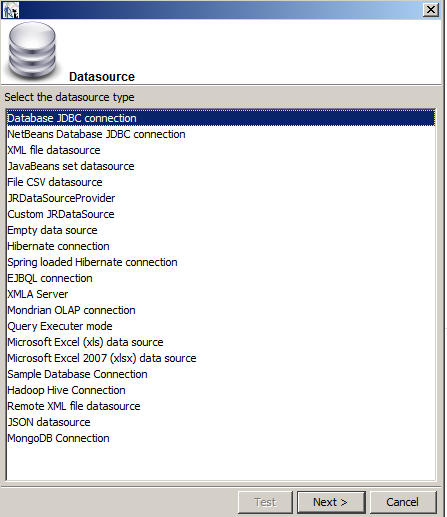 Datasource
Select the datasource type
Database JDBC connection
NetBeans Database JDBC connection
XML file datasource
JavaBeans set datasource
File CSV datasource
JRDataSourceProvider
Custom JRDataSource
Empty data source
Hibernate connection
Spring loaded Hibernate connection
EJBQL connection
XMLA Server
Mondrian OLAP connection
Query Executer mode
Microsoft Excel (xls) data source
Microsoft Excel 2007 (xlsx) data source
Sample Database Connection
Hadoop Hive Connection
Remote XML file datasource
JSON datasource
MongoDB Connection
Test Next > Cancel